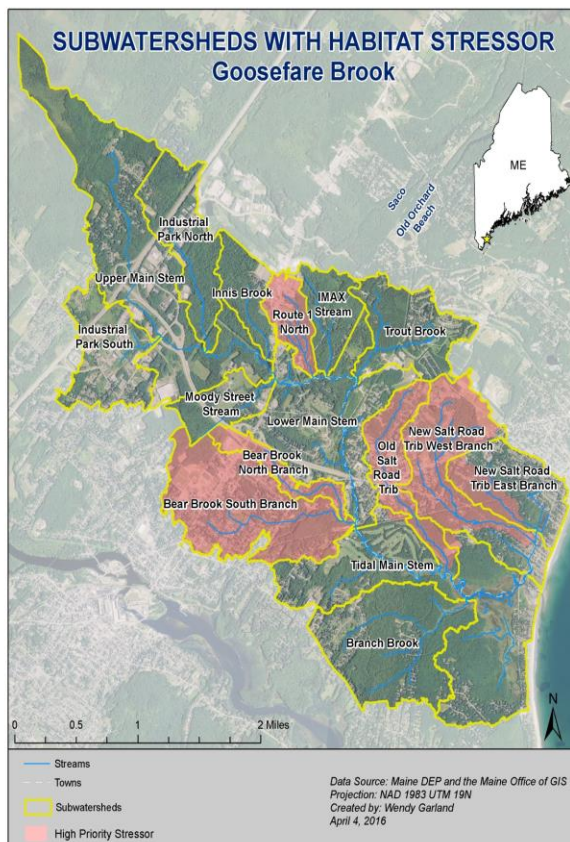 SUBWATERSHEDS WITH HABITAT STRESSOR
Goosefare Brook
ME
Saco
Old Orchard
Beach
Industrial
Park North
Upper Main Stem
Innis Brook
IMAX
Stream
Route 1
North
Trout Brook
Industrial
Park South
Moody Street
Stream
Lower Main Stem
New Salt Road
Trib West Branch
Old
Salt
Road
Trib
Bear Brook
North Branch
New Salt Road
Trib East Branch
Bear Brook South Branch
Tidal Main Stem
Branch Brook
N
0 0.5 1 2 Miles
Streams
Towns
Subwatersheds
High Priority Stressor
Data Source: Maine DEP and the Maine Office of GIS
Projection: NAD 1983 UTM 19N
Created by: Wendy Garland
April 4, 2016